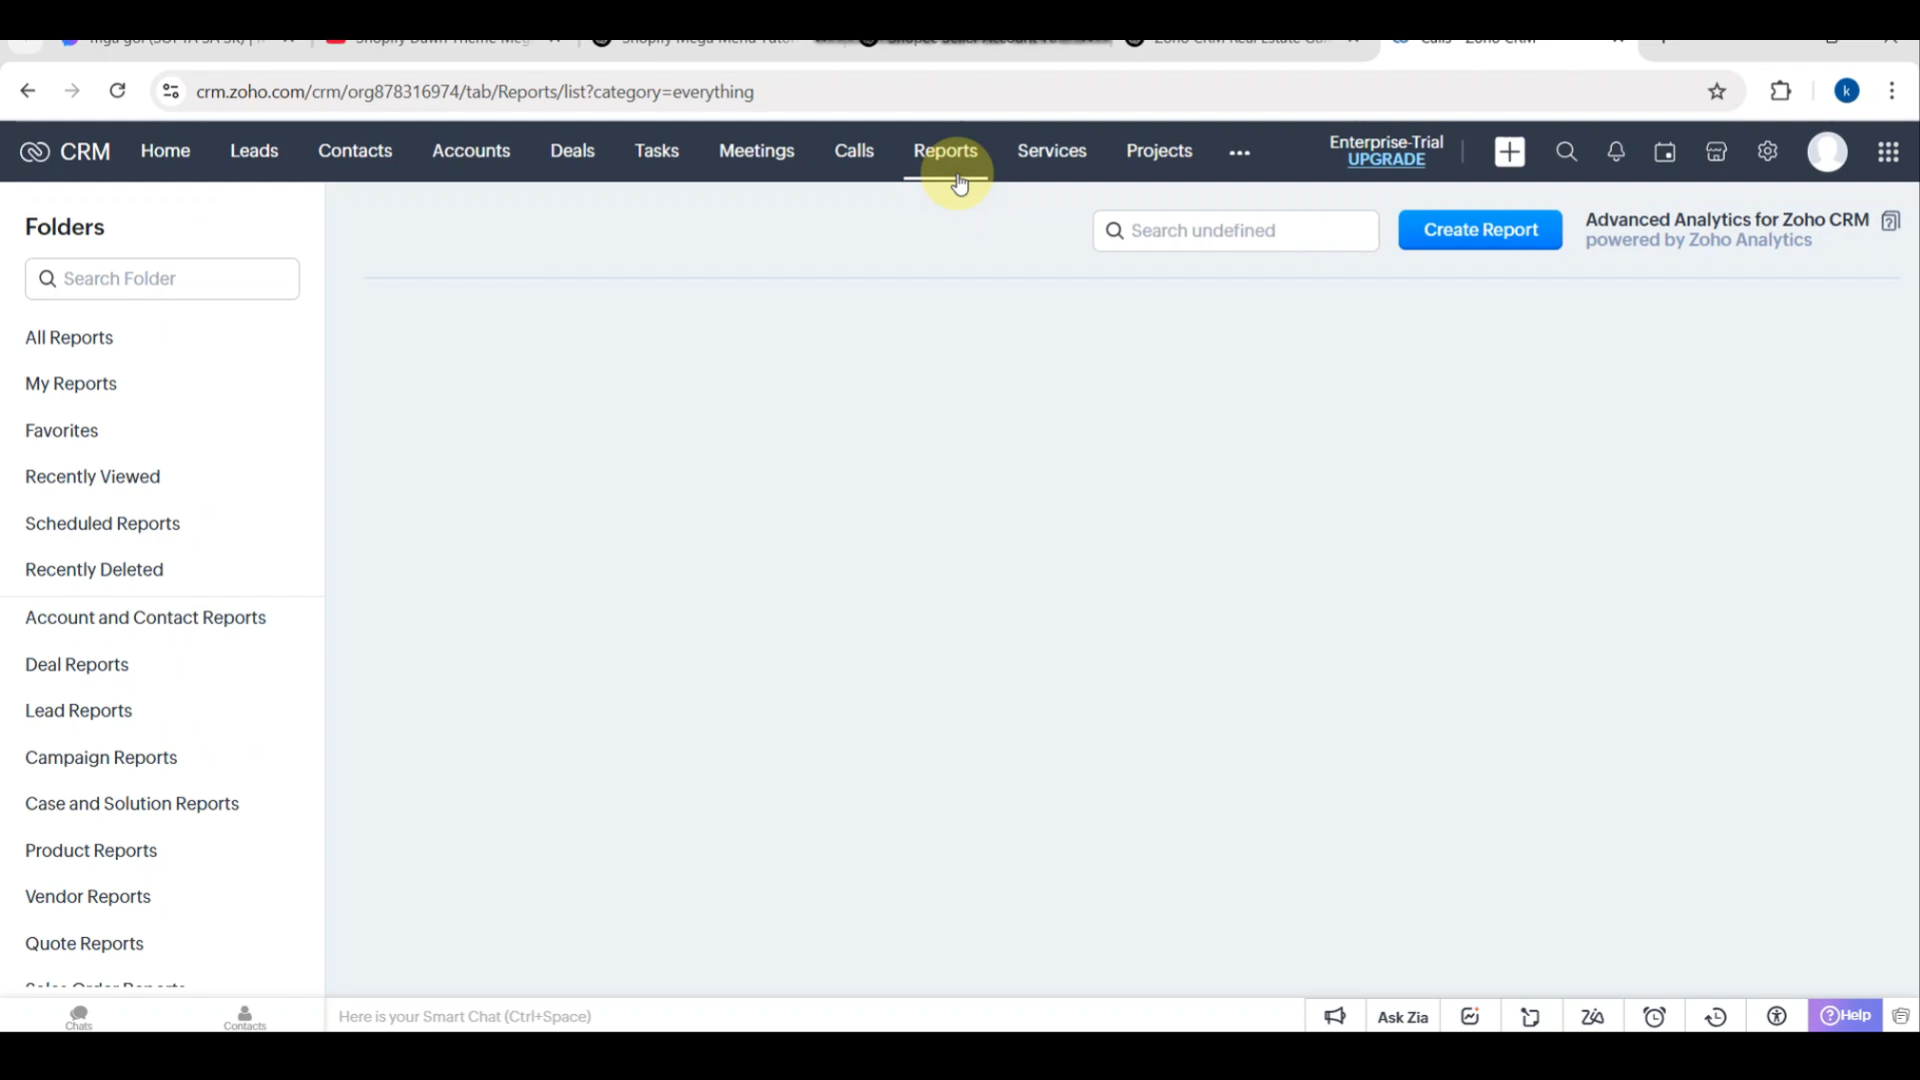 crm.zoho.com/crm/org878316974/tab/Reports/list?category=everything
k
CRM Home Leads Contacts Accounts Deals Tasks Meetings Calls Reports Services Projects
Enterprise-Trial
UPGRADE
Folders
Search Folder
All Reports
My Reports
Favorites
Recently Viewed
Scheduled Reports
Recently Deleted
Account and Contact Reports
Deal Reports
Lead Reports
Campaign Reports
Case and Solution Reports
Product Reports
Vendor Reports
Quote Reports
Search undefined
Create Report
Advanced Analytics for Zoho CRM
powered by Zoho Analytics
Chats
Contacts
Here is your Smart Chat (Ctrl+Space)
Ask Zia
Help